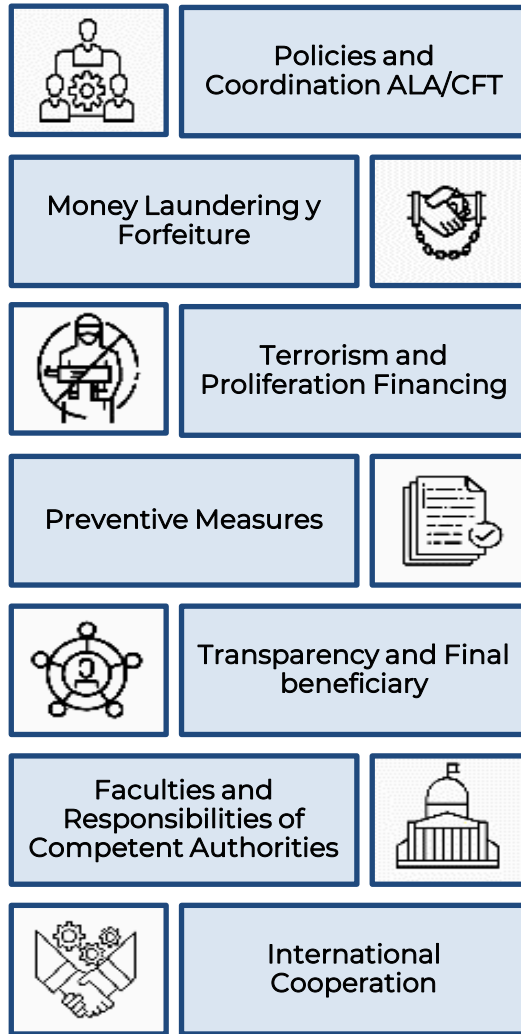 Policies and
Coordination ALA/CFT
Money Laundering y
Forfeiture
Terrorism and
Proliferation Financing
Preventive Measures
Transparency and Final
beneficiary
Faculties and
Responsibilities of
Competent Authorities
International
Cooperation